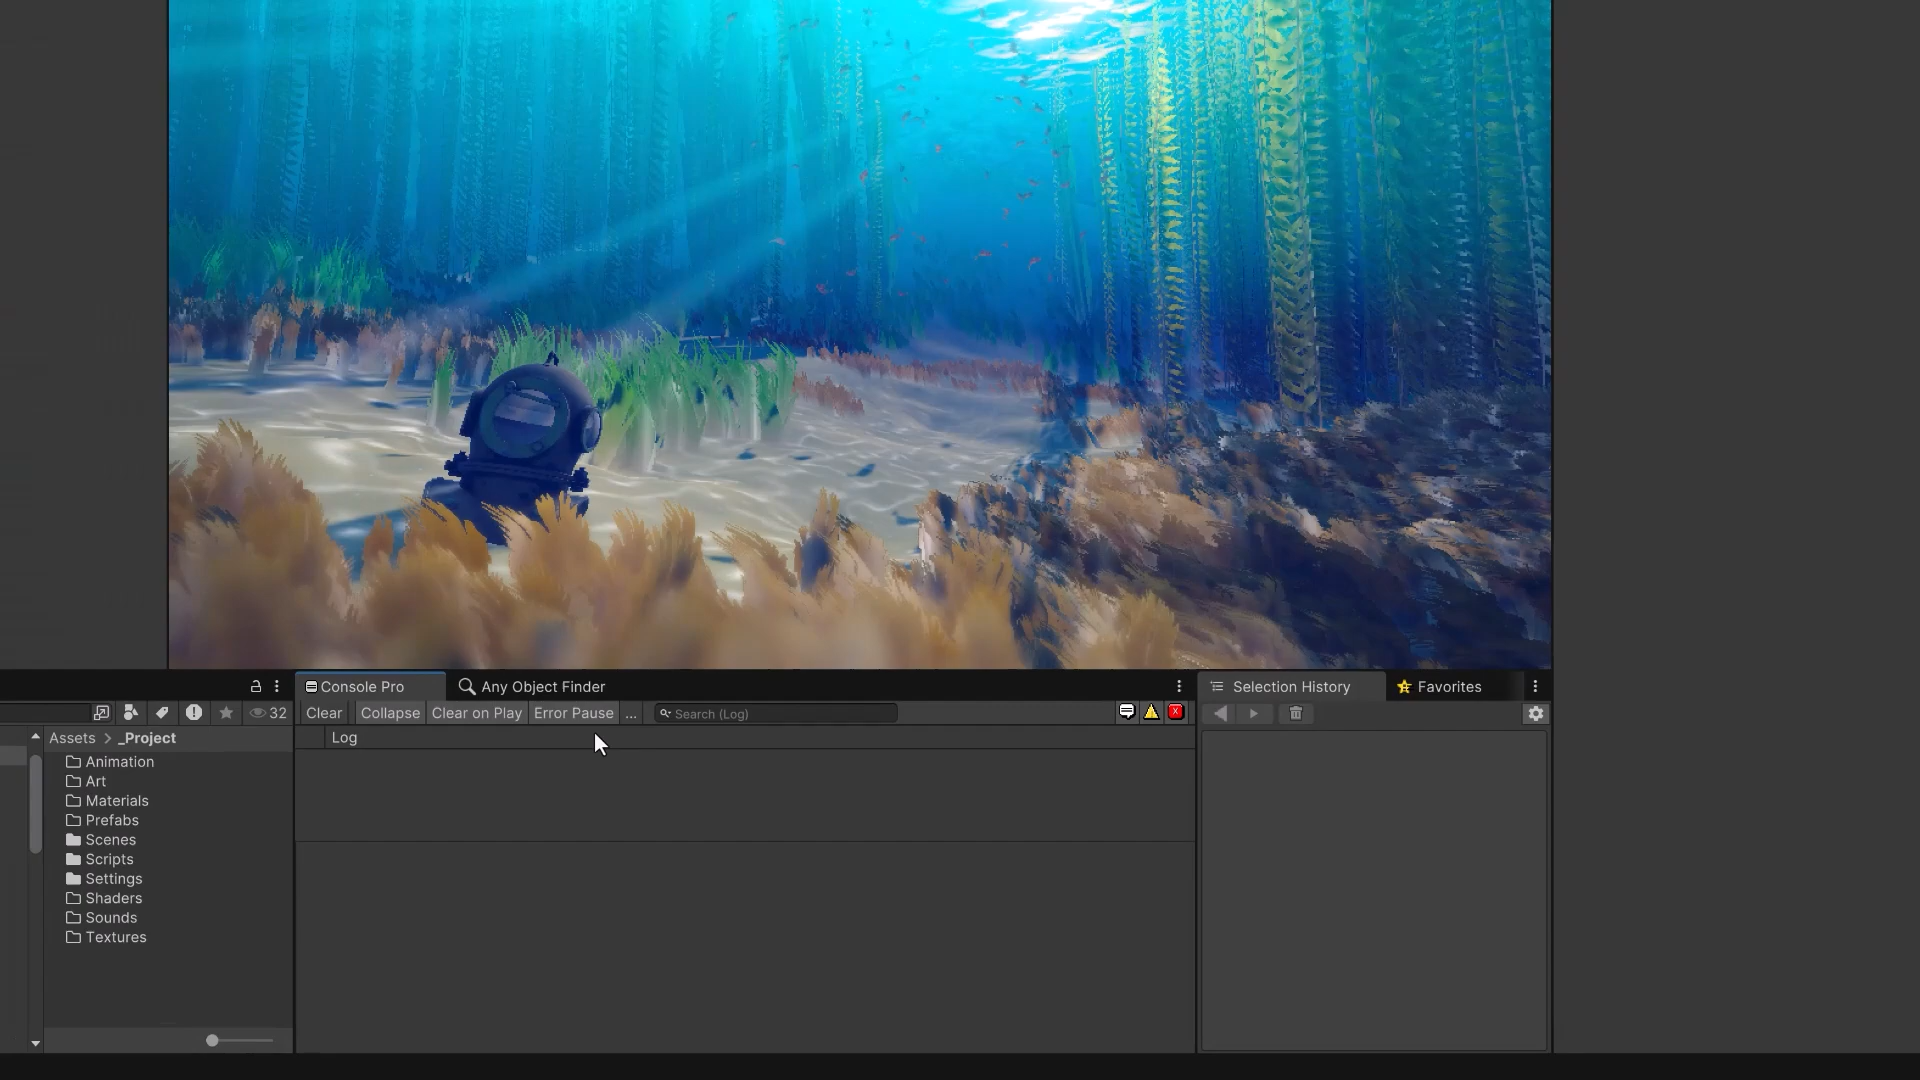 Console Pro
Any Object Finder
Selection History
Favorites
32
Clear
Collapse
Clear on Play
Error Pause
...
Search (Log)
Assets > _Project
Log
Animation
Art
Materials
Prefabs
Scenes
Scripts
Settings
Shaders
Sounds
Textures